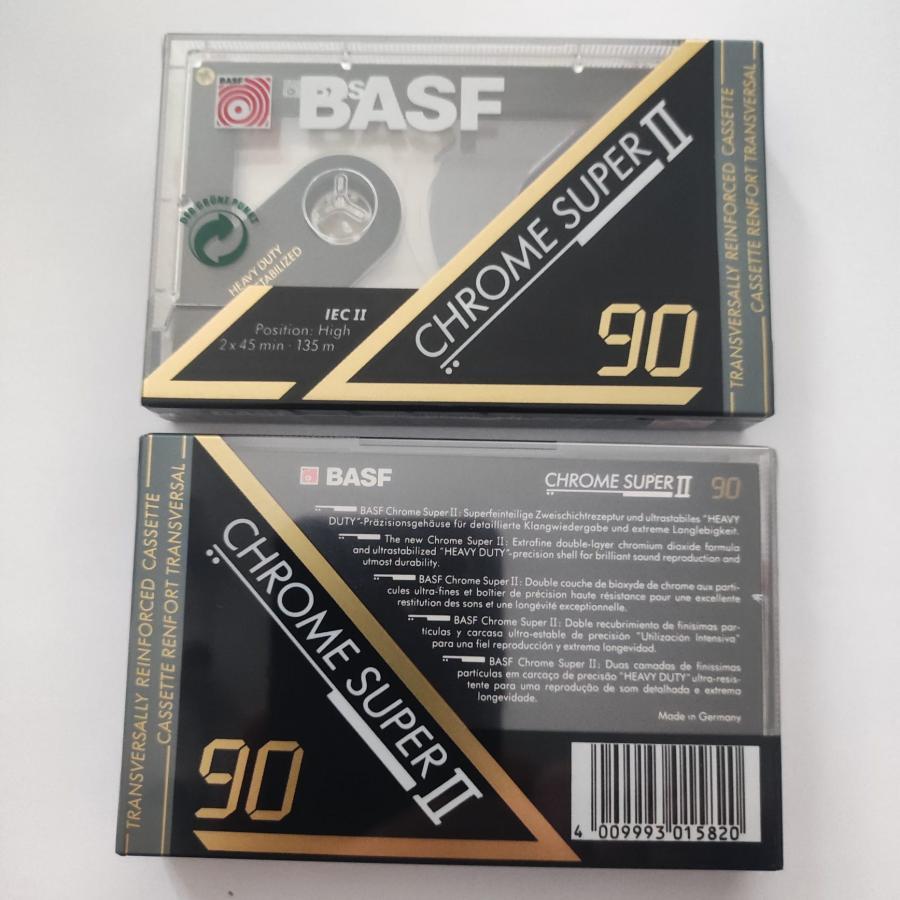 BASF
BASF
CHROME SUPER II
90
TRANSVERSALLY REINFORCED CASSETTE
CASSETTE RENFORT TRANSVERSAL
DER GRÜNE PUNKT
HEAVY DUTY
STABILIZED
IEC II
Position: High
2 x 45 min · 135 m
TRANSVERSALLY REINFORCED CASSETTE
CASSETTE RENFORT TRANSVERSAL
CHROME SUPER II
90
BASF
CHROME SUPER II 90
BASF Chrome Super II: Superfeinteilige Zweischichtrezeptur und ultrastabiles "HEAVY
DUTY"-Präzisionsgehäuse für detaillierte Klangwiedergabe und extreme Langlebigkeit.
The new Chrome Super II: Extrafine double-layer chromium dioxide formula
and ultrastabilized "HEAVY DUTY"-precision shell for brilliant sound reproduction and
utmost durability.
BASF Chrome Super II: Double couche de bioxyde de chrome aux parti-
cules ultra-fines et boîtier de précision haute résistance pour une excellente
restitution des sons et une longévité exceptionnelle.
BASF Chrome Super II: Doble recubrimiento de finísimas par-
tículas y carcasa ultra-estable de precisión "Utilización Intensiva"
para una fiel reproducción y extrema longevidad.
BASF Chrome Super II: Duas camadas de finíssimas
partículas em carcaça de precisão "HEAVY DUTY" ultra-resis-
tente para uma reprodução de som detalhada e extrema
longevidade.
Made in Germany
4 009993 015820